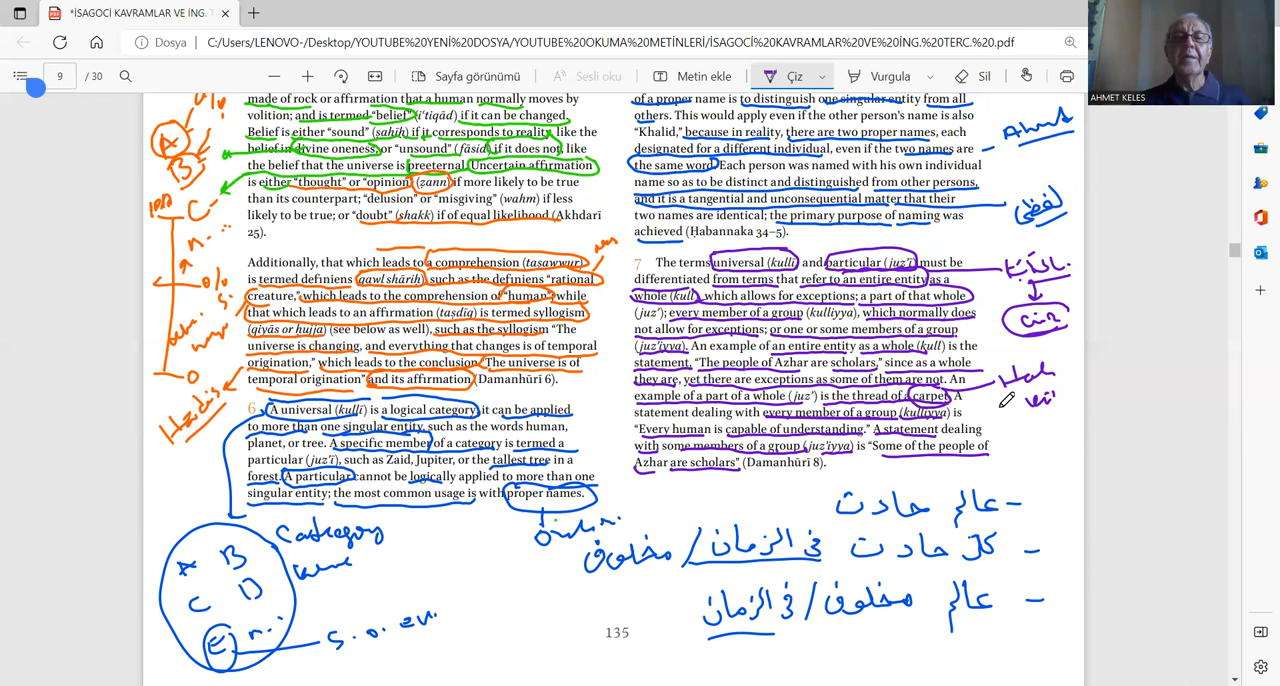 *İSAGOCİ KAVRAMLAR VE İNG. T
Dosya
C:/Users/LENOVO-/Desktop/YOUTUBE%20YENİ%20DOSYA/YOUTUBE%20OKUMA%20METİNLERİ/İSAGOCİ%20KAVRAMLAR%20VE%20İNG.%20TERC.%20.pdf
9 / 30
Sayfa görünümü
Sesli oku
Metin ekle
Çiz
Vurgula
Sil
AHMET KELES
made of rock or affirmation that a human normally moves by
volition; and is termed “belief” (i‘tiqād) if it can be changed.
Belief is either “sound” (ṣaḥīḥ) if it corresponds to reality, like the
belief in divine oneness, or “unsound” (fāsid) if it does not, like
the belief that the universe is preeternal. Uncertain affirmation
is either “thought” or “opinion” (ẓann) if more likely to be true
than its counterpart; “delusion” or “misgiving” (wahm) if less
likely to be true; or “doubt” (shakk) if of equal likelihood (Akhdarī
25).
Additionally, that which leads to a comprehension (taṣawwur)
is termed definiens (qawl shāriḥ), such as the definiens “rational
creature,” which leads to the comprehension of “human” while
that which leads to an affirmation (taṣdīq) is termed syllogism
(qiyās or ḥujja) (see below as well), such as the syllogism “The
universe is changing, and everything that changes is of temporal
origination,” which leads to the conclusion “The universe is of
temporal origination” and its affirmation (Damanhūrī 6).
6 A universal (kullī) is a logical category; it can be applied
to more than one singular entity, such as the words human,
planet, or tree. A specific member of a category is termed a
particular (juz’ī), such as Zaid, Jupiter, or the tallest tree in a
forest. A particular cannot be logically applied to more than one
singular entity; the most common usage is with proper names.
of a proper name is to distinguish one singular entity from all
others. This would apply even if the other person’s name is also
“Khalid,” because in reality, there are two proper names, each
designated for a different individual, even if the two names are
the same word. Each person was named with his own individual
name so as to be distinct and distinguished from other persons,
and it is a tangential and unconsequential matter that their
two names are identical; the primary purpose of naming was
achieved (Ḥabannaka 34–5).
7 The terms universal (kullī) and particular (juz’ī) must be
differentiated from terms that refer to an entire entity as a
whole (kull), which allows for exceptions; a part of that whole
(juz’); every member of a group (kulliyya), which normally does
not allow for exceptions; or one or some members of a group
(juz’iyya). An example of an entire entity as a whole (kull) is the
statement, “The people of Azhar are scholars,” since as a whole
they are, yet there are exceptions as some of them are not. An
example of a part of a whole (juz’) is the thread of a carpet. A
statement dealing with every member of a group (kulliyya) is
“Every human is capable of understanding.” A statement dealing
with some members of a group (juz’iyya) is “Some of the people of
Azhar are scholars” (Damanhūrī 8).
135
A
B
C
100
0
Hadis
Ahmet
لفظى
Category
A B
C D
E
- عالم حادث
- كل حادث فى الزمان / مخلوق
- عالم مخلوق / فى الزمان